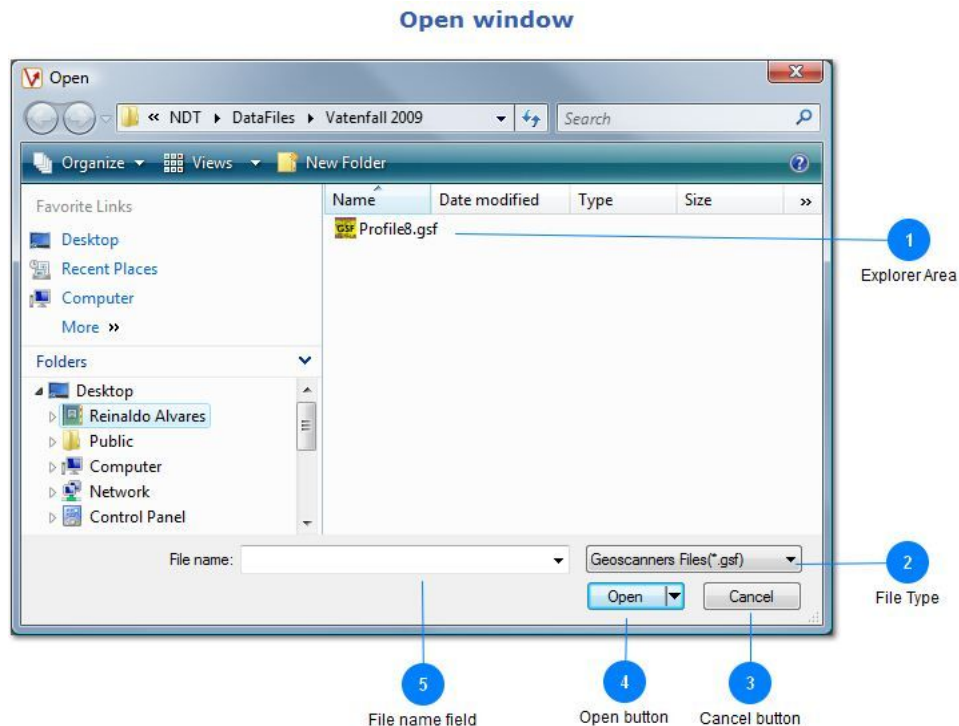 Open window
Open
« NDT ▸ DataFiles ▸ Vatenfall 2009
Search
Organize Views New Folder
Favorite Links
Desktop
Recent Places
Computer
More »
Folders
Desktop
Reinaldo Alvares
Public
Computer
Network
Control Panel
Name Date modified Type Size »
GSF Profile8.gsf
File name:
Geoscanners Files(*.gsf)
Open Cancel
1
Explorer Area
2
File Type
5
File name field
4
Open button
3
Cancel button